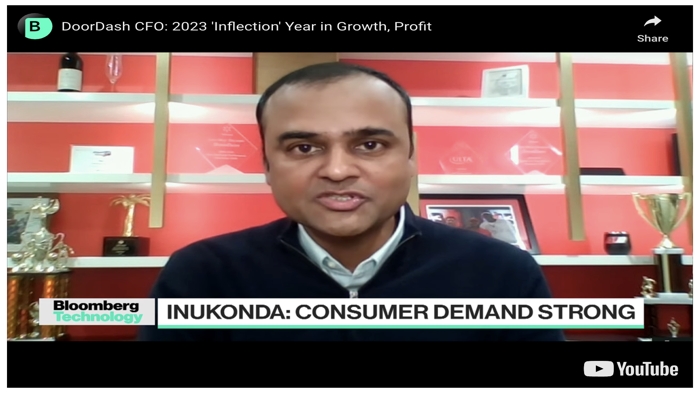 B
DoorDash CFO: 2023 'Inflection' Year in Growth, Profit
Share
Bloomberg
Technology
INUKONDA: CONSUMER DEMAND STRONG
YouTube